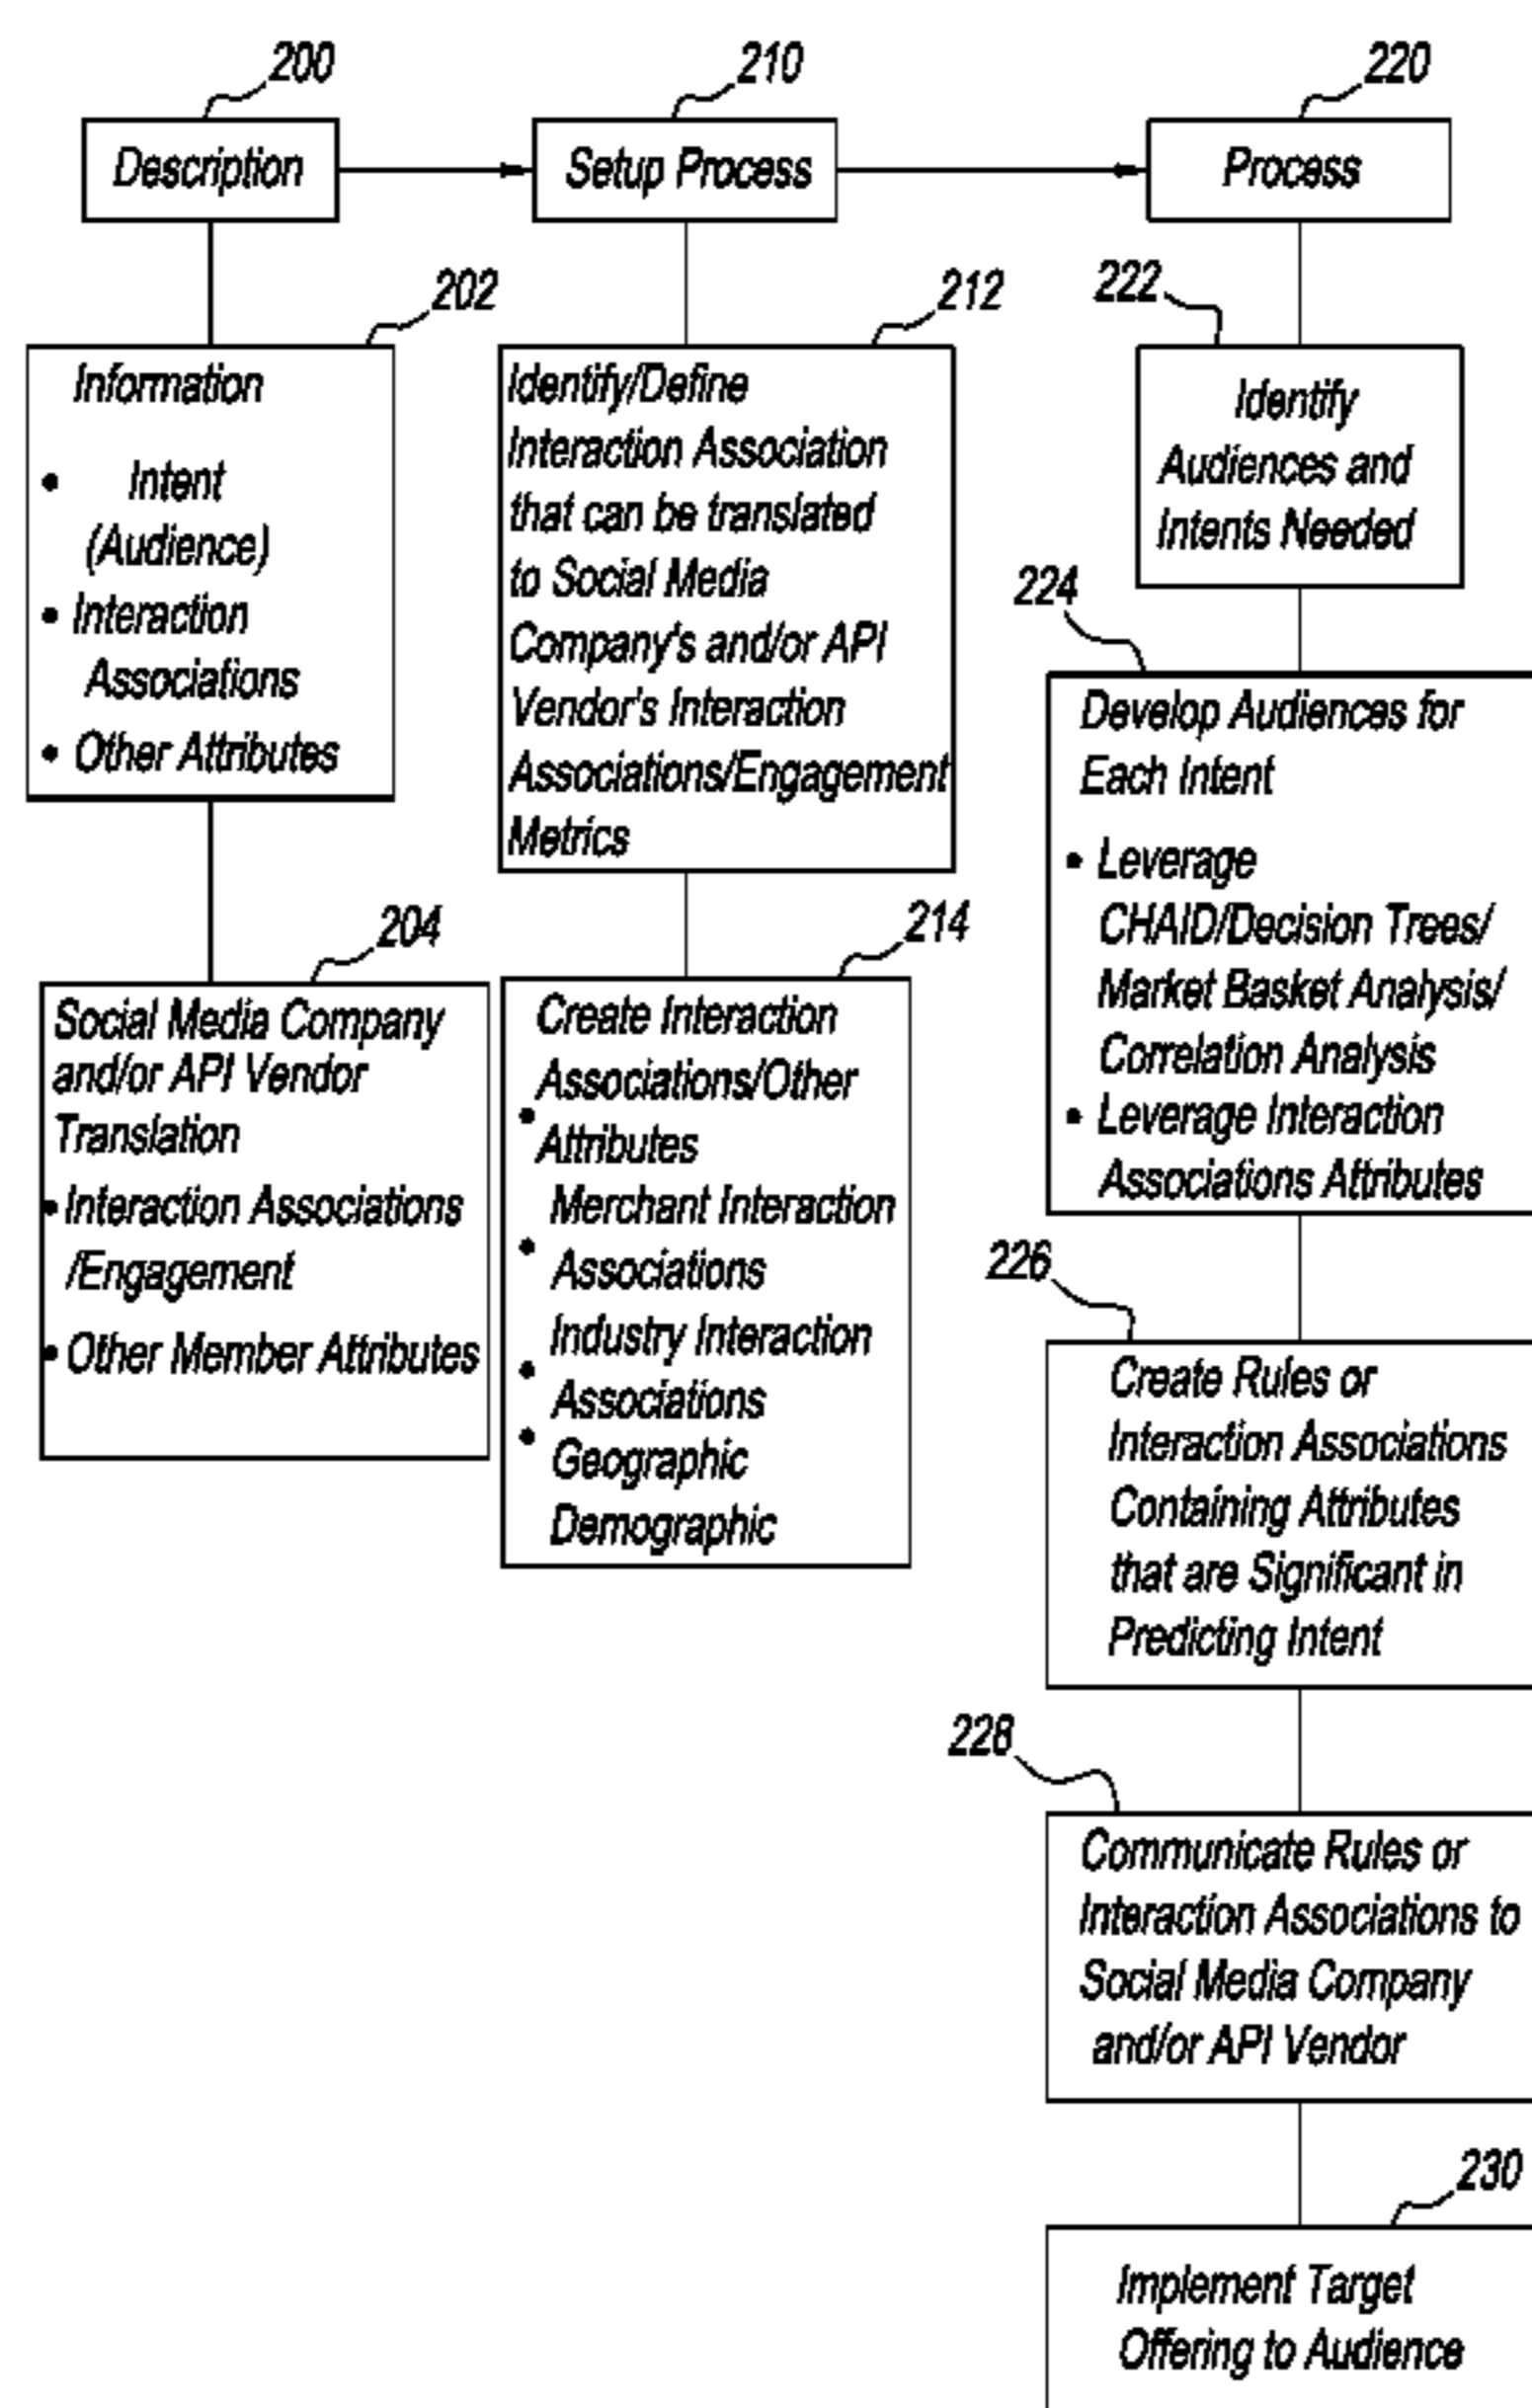 200
Description
202
Information
• Intent
(Audience)
• Interaction
Associations
• Other Attributes
204
Social Media Company
and/or API Vendor
Translation
• Interaction Associations
/Engagement
• Other Member Attributes
210
Setup Process
212
Identify/Define
Interaction Association
that can be translated
to Social Media
Company's and/or API
Vendor's Interaction
Associations/Engagement
Metrics
214
Create Interaction
Associations/Other
• Attributes
Merchant Interaction
• Associations
Industry Interaction
• Associations
• Geographic
Demographic
220
Process
222
Identify
Audiences and
Intents Needed
224
Develop Audiences for
Each Intent
• Leverage
CHAID/Decision Trees/
Market Basket Analysis/
Correlation Analysis
• Leverage Interaction
Associations Attributes
226
Create Rules or
Interaction Associations
Containing Attributes
that are Significant in
Predicting Intent
228
Communicate Rules or
Interaction Associations to
Social Media Company
and/or API Vendor
230
Implement Target
Offering to Audience